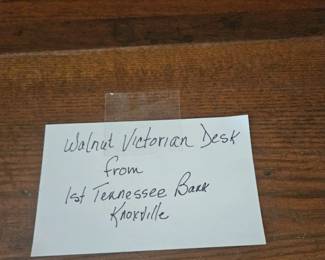 Walnut Victorian Desk
from
1st Tennessee Bank
Knoxville